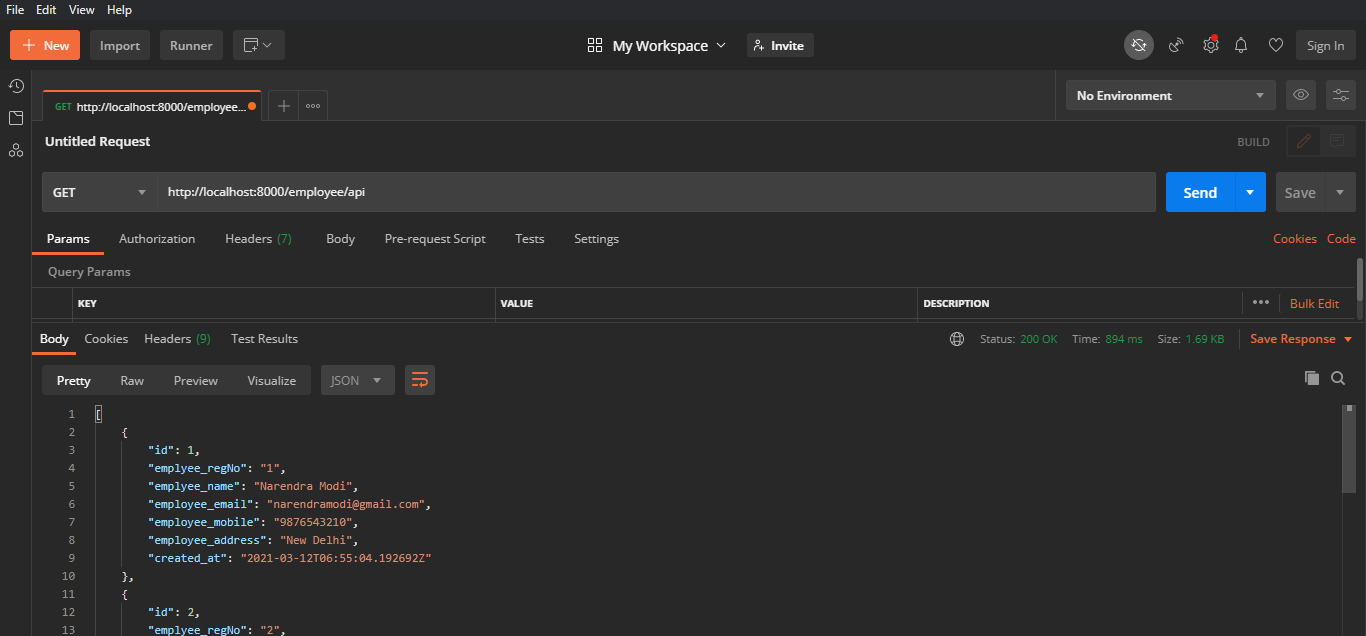 File Edit View Help
+ New Import Runner My Workspace Invite Sign In
GET http://localhost:8000/employee... + ••• No Environment
Untitled Request BUILD
GET http://localhost:8000/employee/api Send Save
Params Authorization Headers (7) Body Pre-request Script Tests Settings Cookies Code
Query Params
KEY VALUE DESCRIPTION ••• Bulk Edit
Body Cookies Headers (9) Test Results Status: 200 OK Time: 894 ms Size: 1.69 KB Save Response
Pretty Raw Preview Visualize JSON
1 [
2 {
3 "id": 1,
4 "emplyee_regNo": "1",
5 "emplyee_name": "Narendra Modi",
6 "employee_email": "narendramodi@gmail.com",
7 "employee_mobile": "9876543210",
8 "employee_address": "New Delhi",
9 "created_at": "2021-03-12T06:55:04.192692Z"
10 },
11 {
12 "id": 2,
13 "emplyee_regNo": "2",